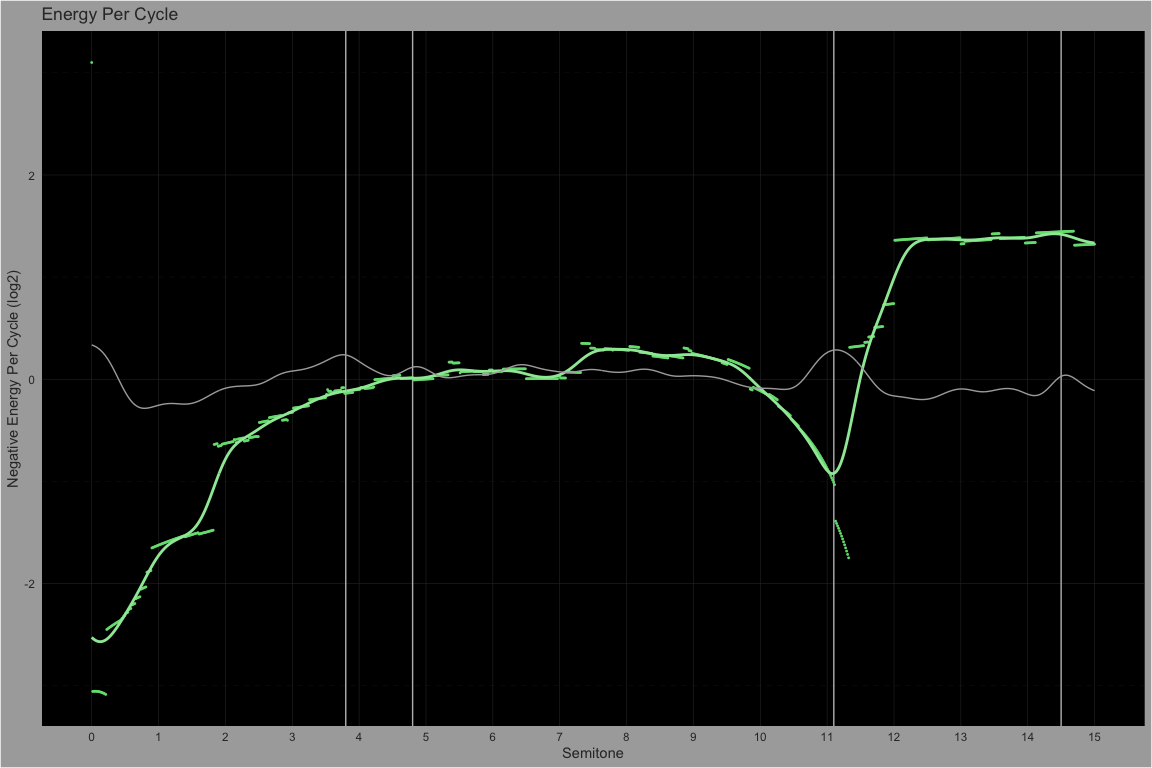 Energy Per Cycle
Negative Energy Per Cycle (log2)
2
0
-2
0 1 2 3 4 5 6 7 8 9 10 11 12 13 14 15
Semitone